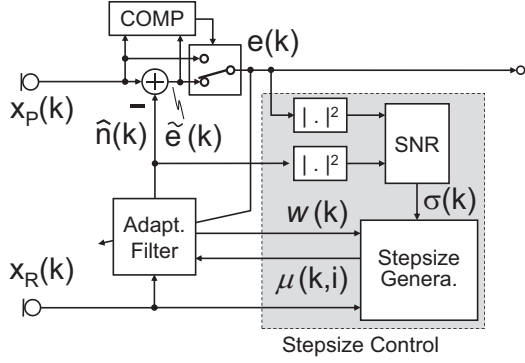 COMP
e(k)
+
x_P(k)
−
n̂(k)
ẽ(k)
| . |²
| . |²
SNR
σ(k)
Adapt.
Filter
w(k)
μ(k,i)
Stepsize
Genera.
x_R(k)
Stepsize Control